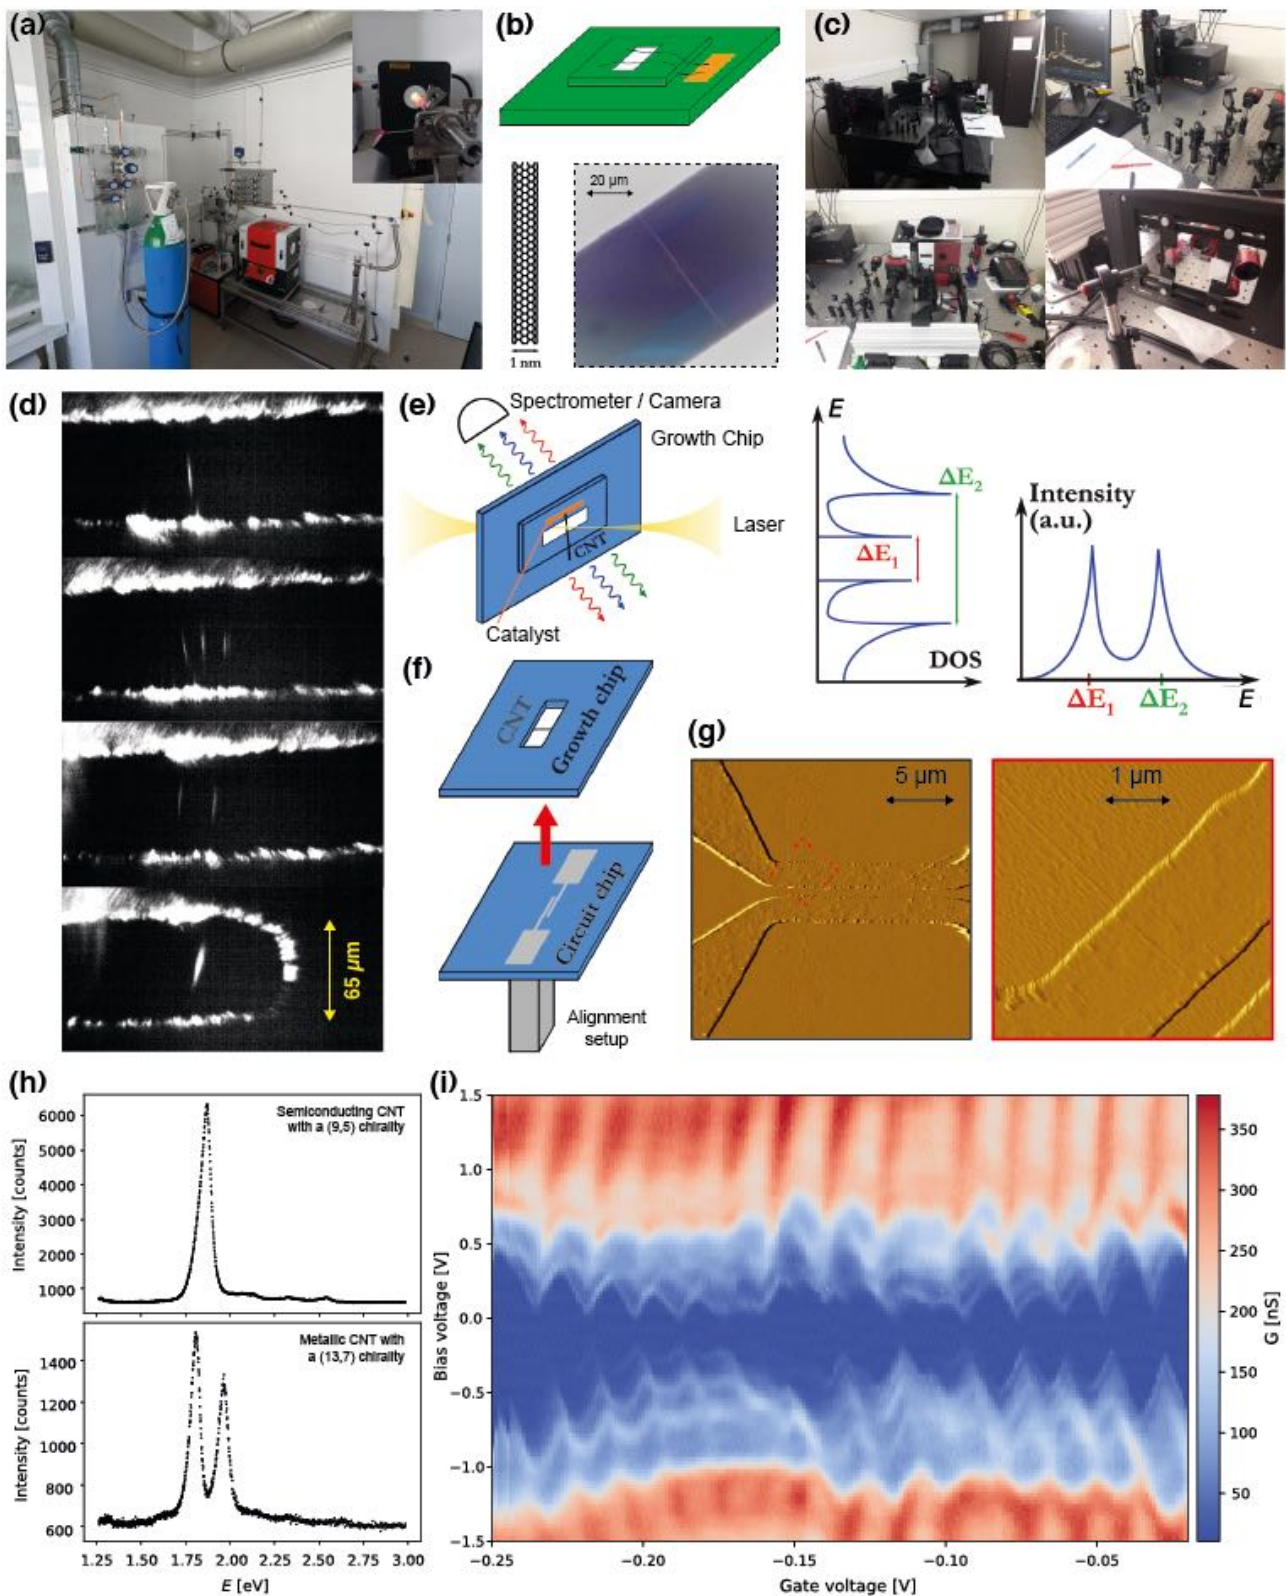 (a)
(b)
20 µm
1 nm
(c)
(d)
65 µm
(e)
Spectrometer / Camera
Growth Chip
Laser
CNT
Catalyst
E
ΔE2
ΔE1
DOS
Intensity
(a.u.)
ΔE1
ΔE2
E
(f)
CNT
Growth chip
Circuit chip
Alignment
setup
(g)
5 µm
1 µm
(h)
Semiconducting CNT
with a (9,5) chirality
Intensity [counts]
6000
5000
4000
3000
2000
1000
Metallic CNT with
a (13,7) chirality
Intensity [counts]
1400
1200
1000
800
600
1.25 1.50 1.75 2.00 2.25 2.50 2.75 3.00
E [eV]
(i)
Bias voltage [V]
1.5
1.0
0.5
0.0
−0.5
−1.0
−1.5
−0.25 −0.20 −0.15 −0.10 −0.05
Gate voltage [V]
350
300
250
200
150
100
50
G [nS]